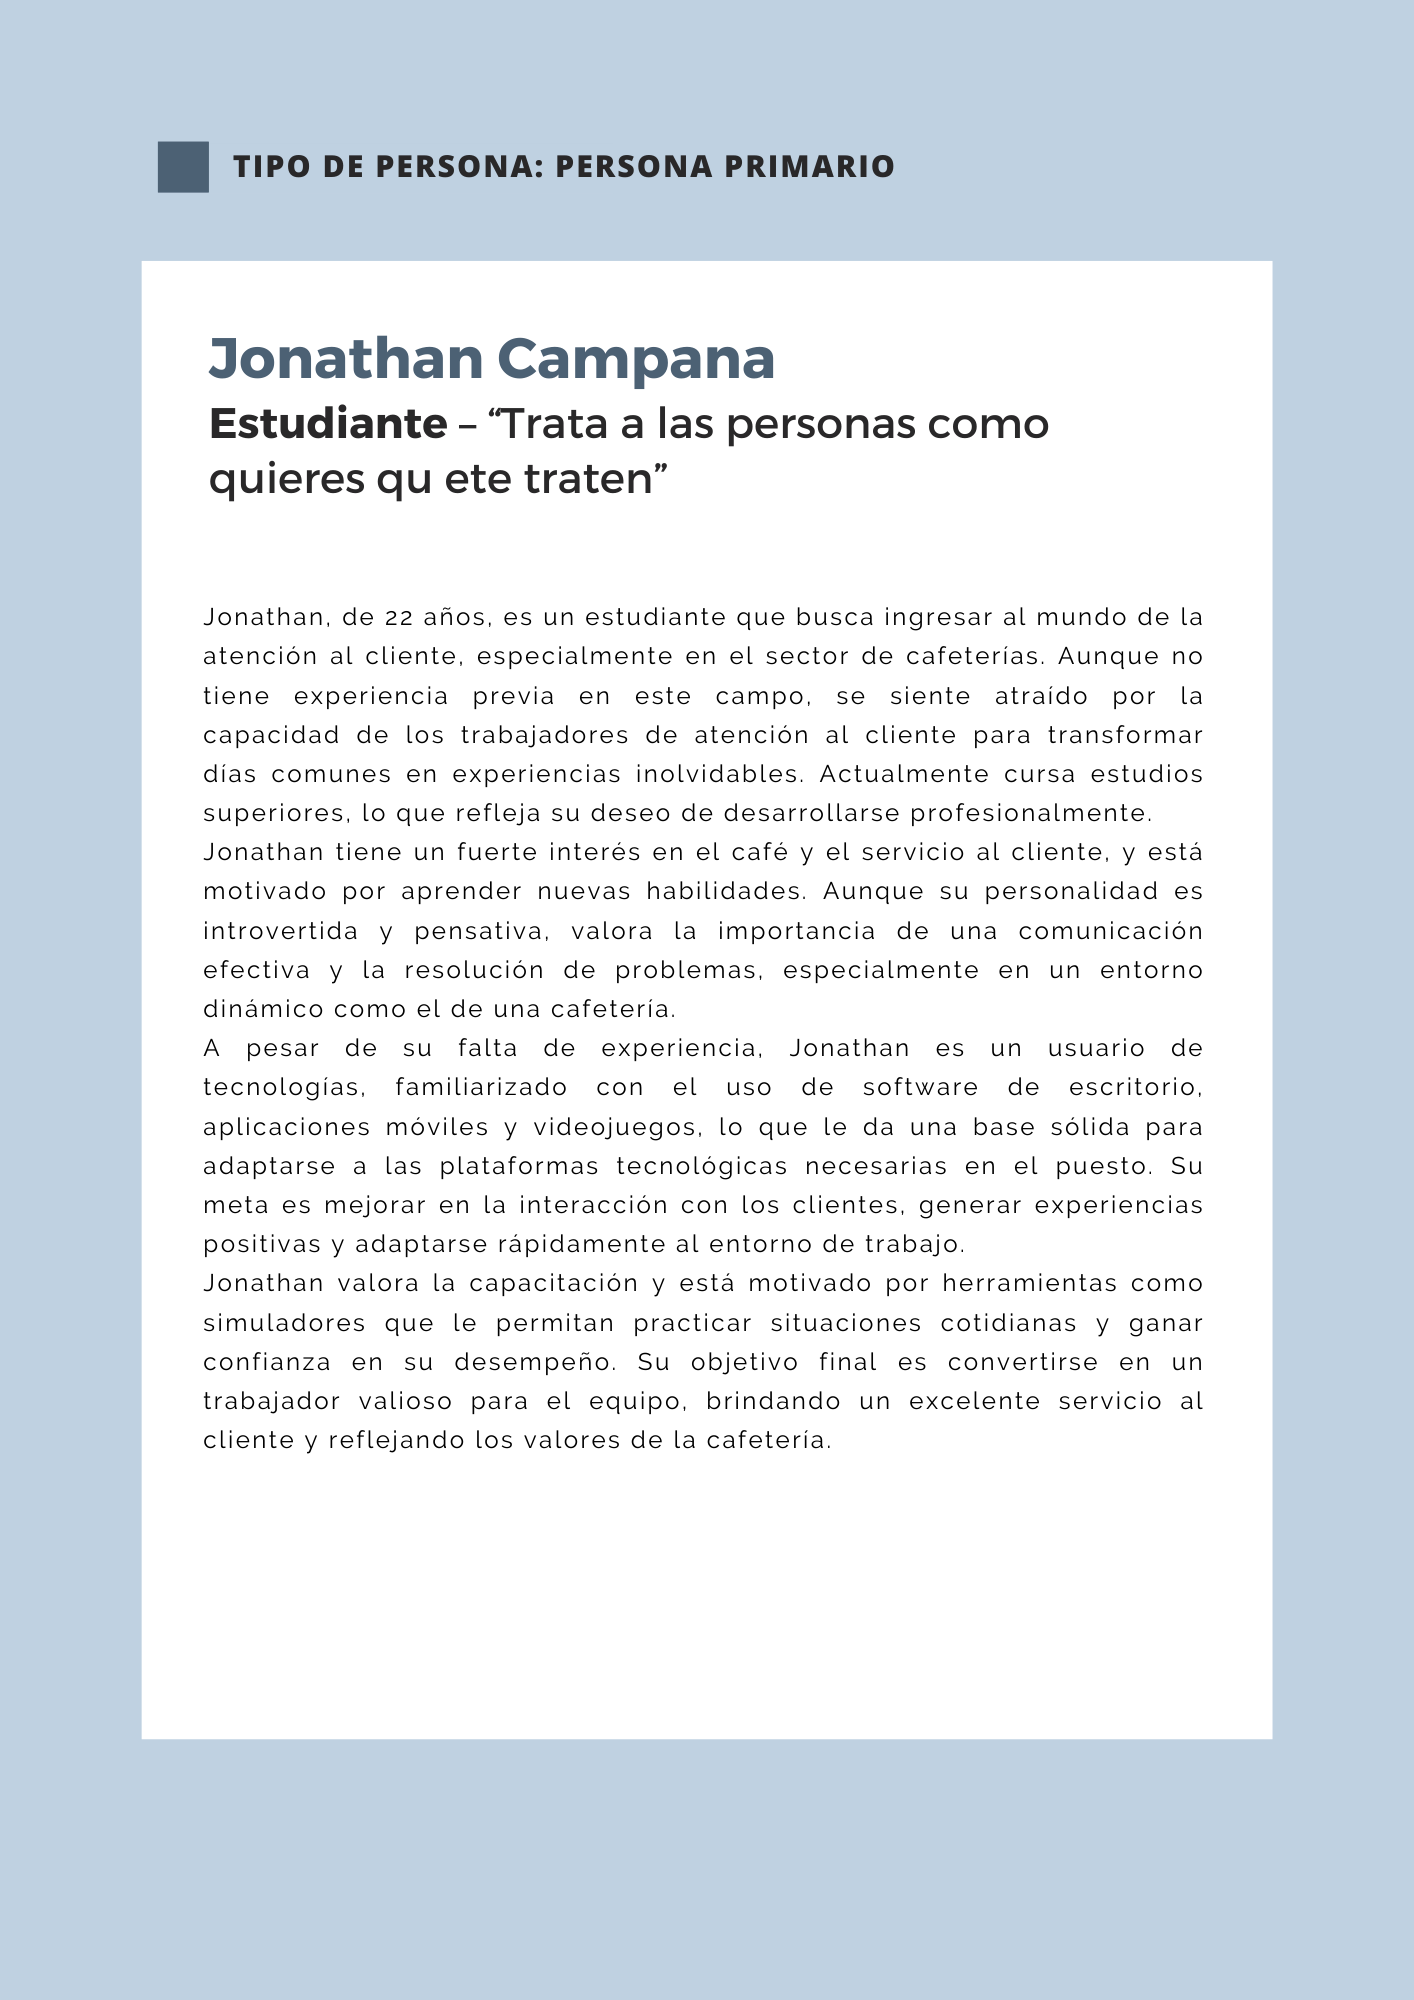 TIPO DE PERSONA: PERSONA PRIMARIO
Jonathan Campana
Estudiante – “Trata a las personas como
quieres qu ete traten”
Jonathan, de 22 años, es un estudiante que busca ingresar al mundo de la
atención al cliente, especialmente en el sector de cafeterías. Aunque no
tiene experiencia previa en este campo, se siente atraído por la
capacidad de los trabajadores de atención al cliente para transformar
días comunes en experiencias inolvidables. Actualmente cursa estudios
superiores, lo que refleja su deseo de desarrollarse profesionalmente.
Jonathan tiene un fuerte interés en el café y el servicio al cliente, y está
motivado por aprender nuevas habilidades. Aunque su personalidad es
introvertida y pensativa, valora la importancia de una comunicación
efectiva y la resolución de problemas, especialmente en un entorno
dinámico como el de una cafetería.
A pesar de su falta de experiencia, Jonathan es un usuario de
tecnologías, familiarizado con el uso de software de escritorio,
aplicaciones móviles y videojuegos, lo que le da una base sólida para
adaptarse a las plataformas tecnológicas necesarias en el puesto. Su
meta es mejorar en la interacción con los clientes, generar experiencias
positivas y adaptarse rápidamente al entorno de trabajo.
Jonathan valora la capacitación y está motivado por herramientas como
simuladores que le permitan practicar situaciones cotidianas y ganar
confianza en su desempeño. Su objetivo final es convertirse en un
trabajador valioso para el equipo, brindando un excelente servicio al
cliente y reflejando los valores de la cafetería.